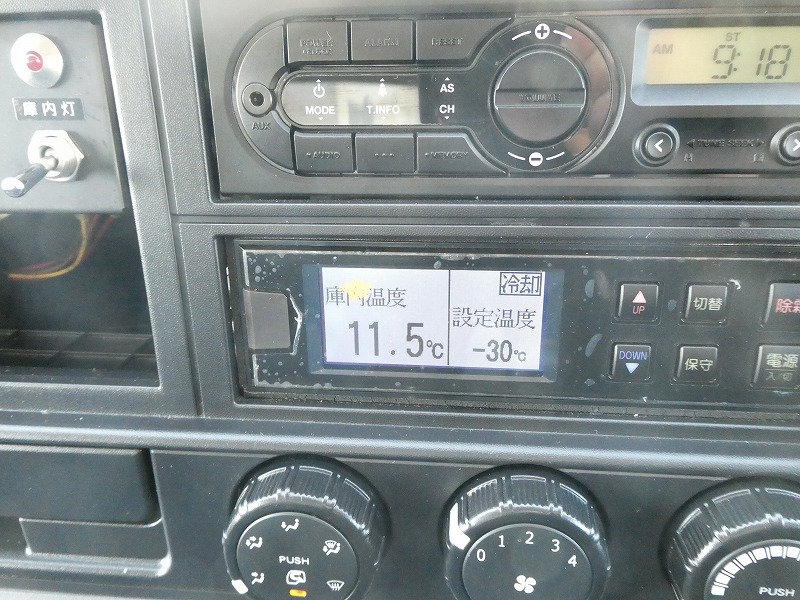 庫内灯
POWER
ALARM
RESET
MODE
T.INFO
AS
CH
AUX
VOLUME
AUDIO
MEMORY
AM
ST
9:18
TUNE SEEK
庫内温度
11.5℃
冷却
設定温度
-30℃
UP
切替
除霜
DOWN
保守
電源
入/切
PUSH
0 1 2 3 4
PUSH